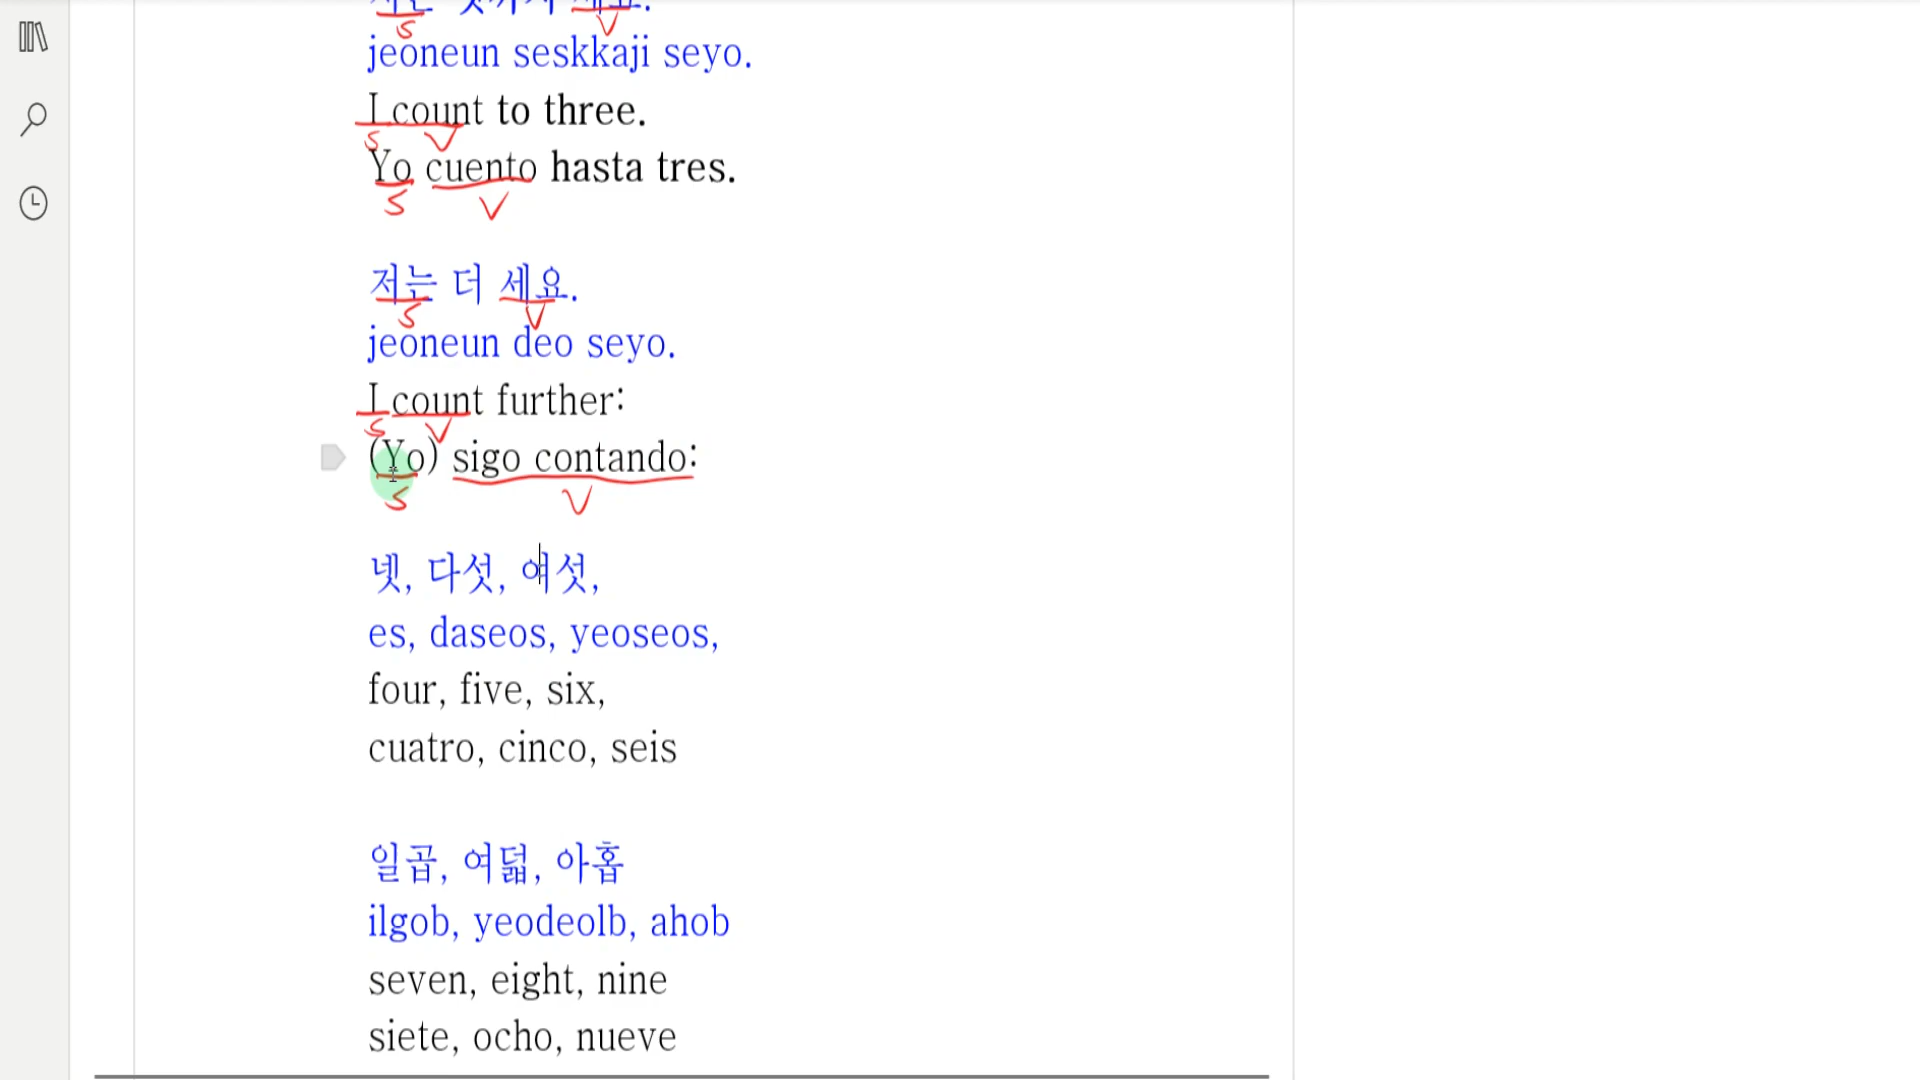 jeoneun seskkaji seyo.
I count to three.
S V
Yo cuento hasta tres.
S V
저는 더 세요.
S V
jeoneun deo seyo.
I count further:
S V
(Yo) sigo contando:
S V
넷, 다섯, 여섯,
es, daseos, yeoseos,
four, five, six,
cuatro, cinco, seis
일곱, 여덟, 아홉
ilgob, yeodeolb, ahob
seven, eight, nine
siete, ocho, nueve